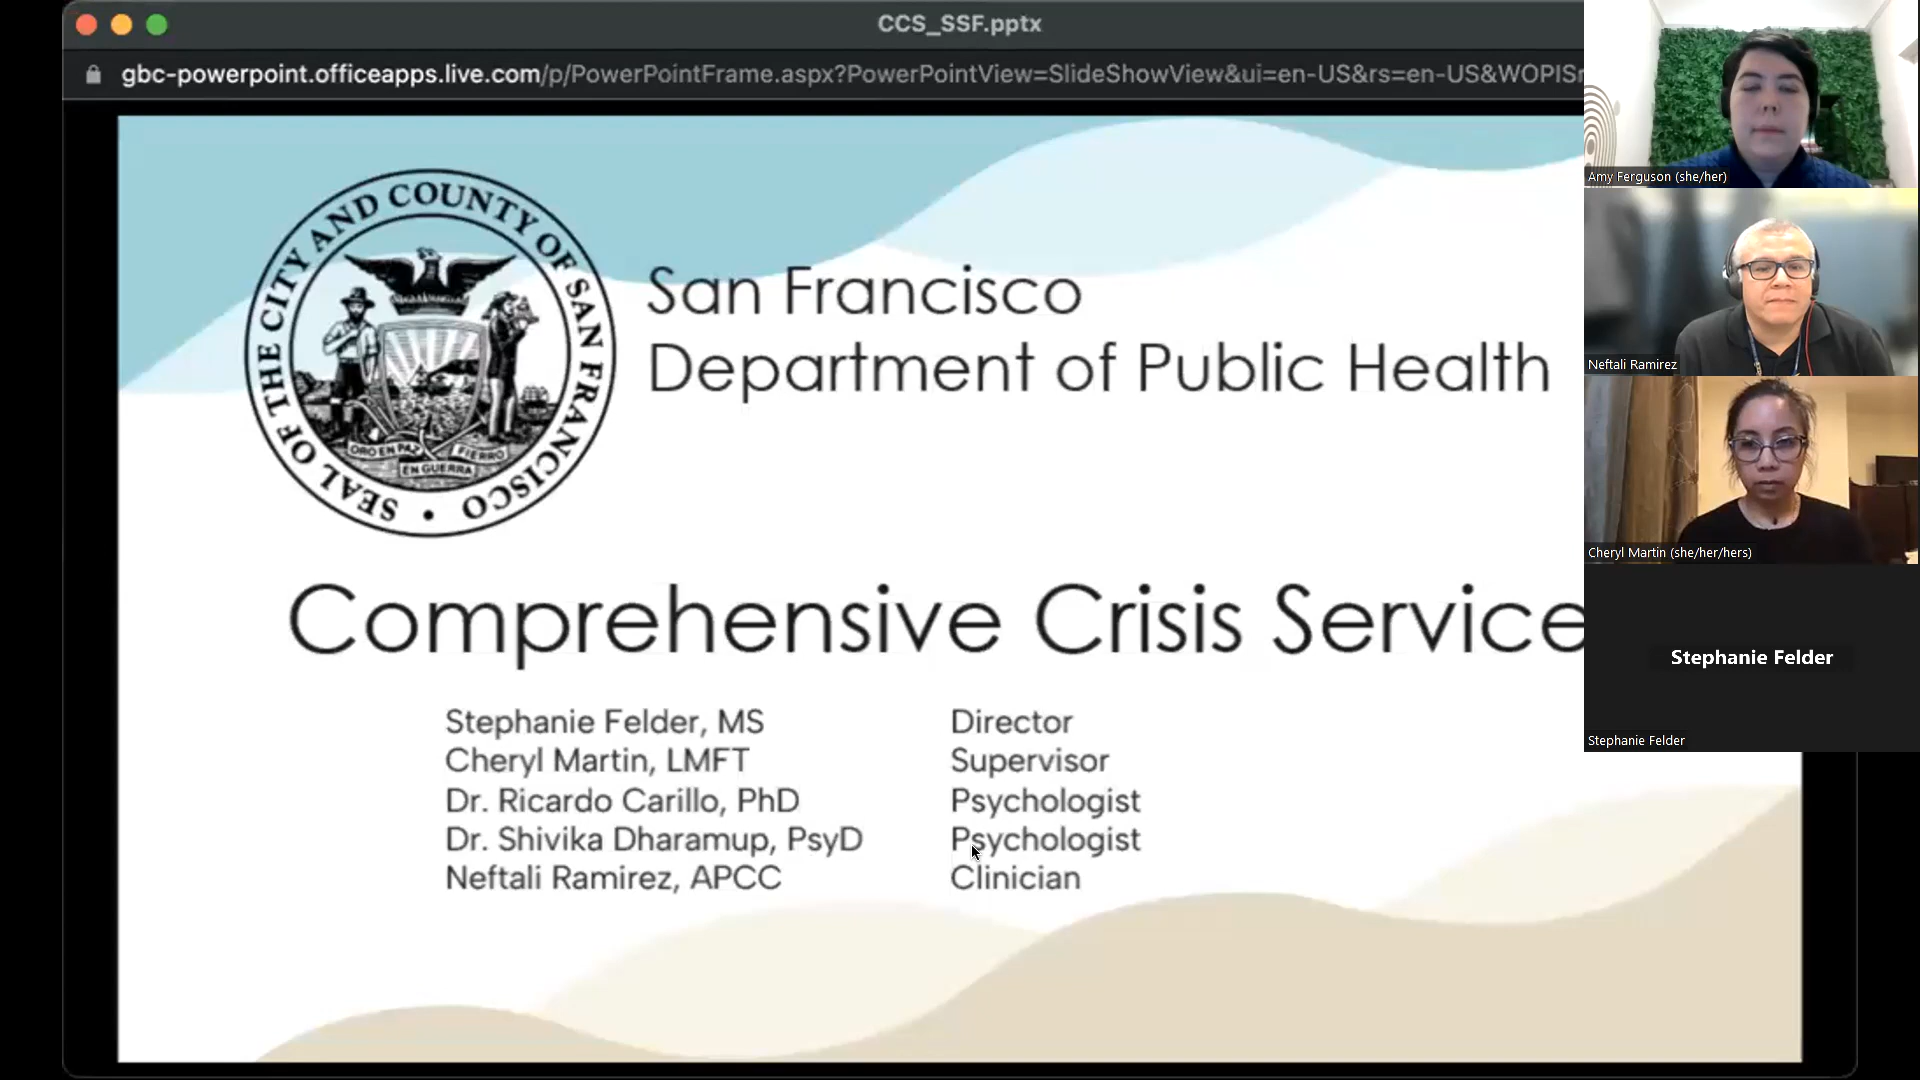 CCS_SSF.pptx
gbc-powerpoint.officeapps.live.com/p/PowerPointFrame.aspx?PowerPointView=SlideShowView&ui=en-US&rs=en-US&WOPISr
SEAL OF THE CITY AND COUNTY OF SAN FRANCISCO
ORO EN PAZ
FIERRO
EN GUERRA
San Francisco
Department of Public Health
Comprehensive Crisis Service
Stephanie Felder, MS Director
Cheryl Martin, LMFT Supervisor
Dr. Ricardo Carillo, PhD Psychologist
Dr. Shivika Dharamup, PsyD Psychologist
Neftali Ramirez, APCC Clinician
Amy Ferguson (she/her)
Neftali Ramirez
Cheryl Martin (she/her/hers)
Stephanie Felder
Stephanie Felder